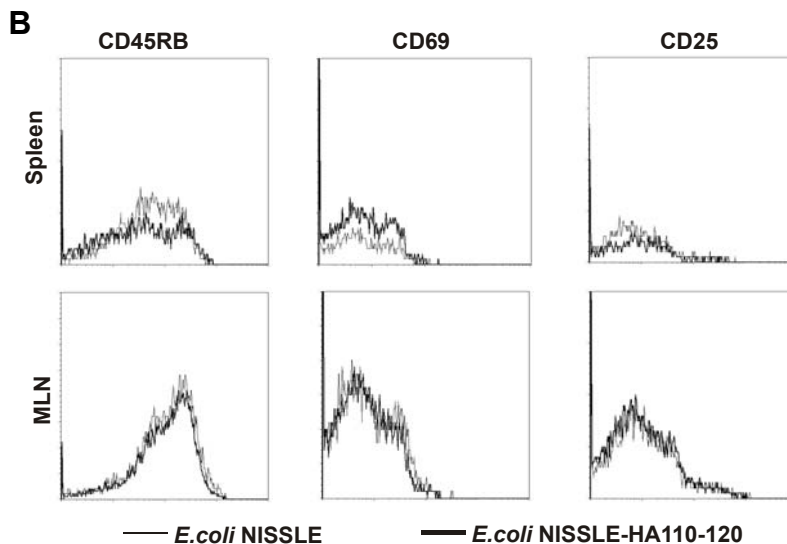 B
CD45RB CD69 CD25
Spleen
MLN
E.coli NISSLE E.coli NISSLE-HA110-120